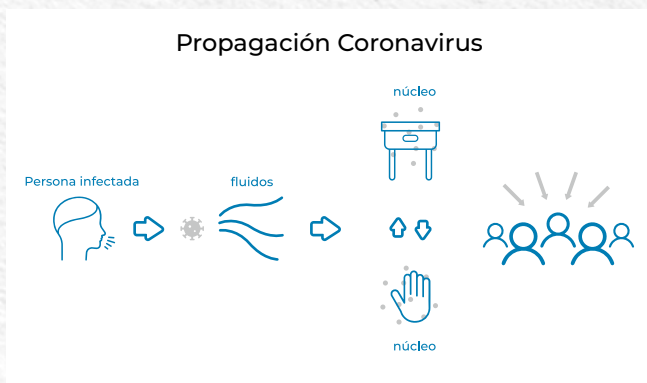 Propagación Coronavirus
núcleo
Persona infectada
fluidos
núcleo